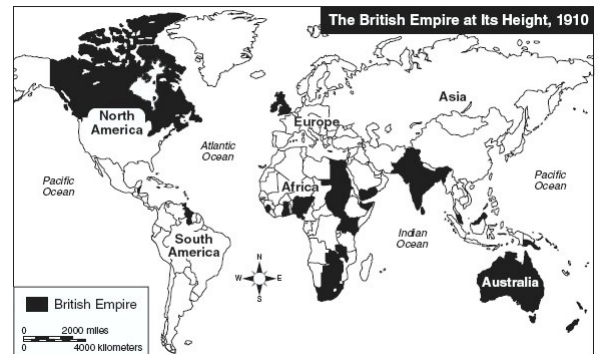 The British Empire at Its Height, 1910
North
America
Atlantic
Ocean
Pacific
Ocean
Europe
Asia
Africa
Pacific
Ocean
Indian
Ocean
South
America
Australia
N
W
E
S
British Empire
0
2000 miles
0
4000 kilometers